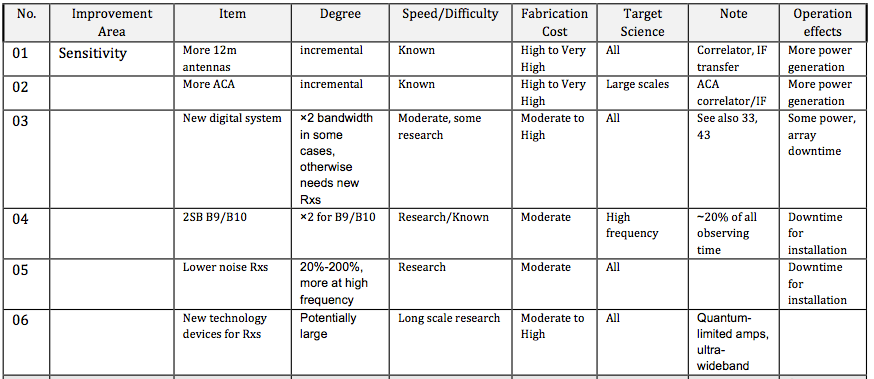 No. Improvement Area Item Degree Speed/Difficulty Fabrication Cost Target Science Note Operation effects
01 Sensitivity More 12m antennas incremental Known High to Very High All Correlator, IF transfer More power generation
02 More ACA incremental Known High to Very High Large scales ACA correlator/IF More power generation
03 New digital system ×2 bandwidth in some cases, otherwise needs new Rxs Moderate, some research Moderate to High All See also 33, 43 Some power, array downtime
04 2SB B9/B10 ×2 for B9/B10 Research/Known Moderate High frequency ~20% of all observing time Downtime for installation
05 Lower noise Rxs 20%-200%, more at high frequency Research Moderate All Downtime for installation
06 New technology devices for Rxs Potentially large Long scale research Moderate to High All Quantum-limited amps, ultra-wideband